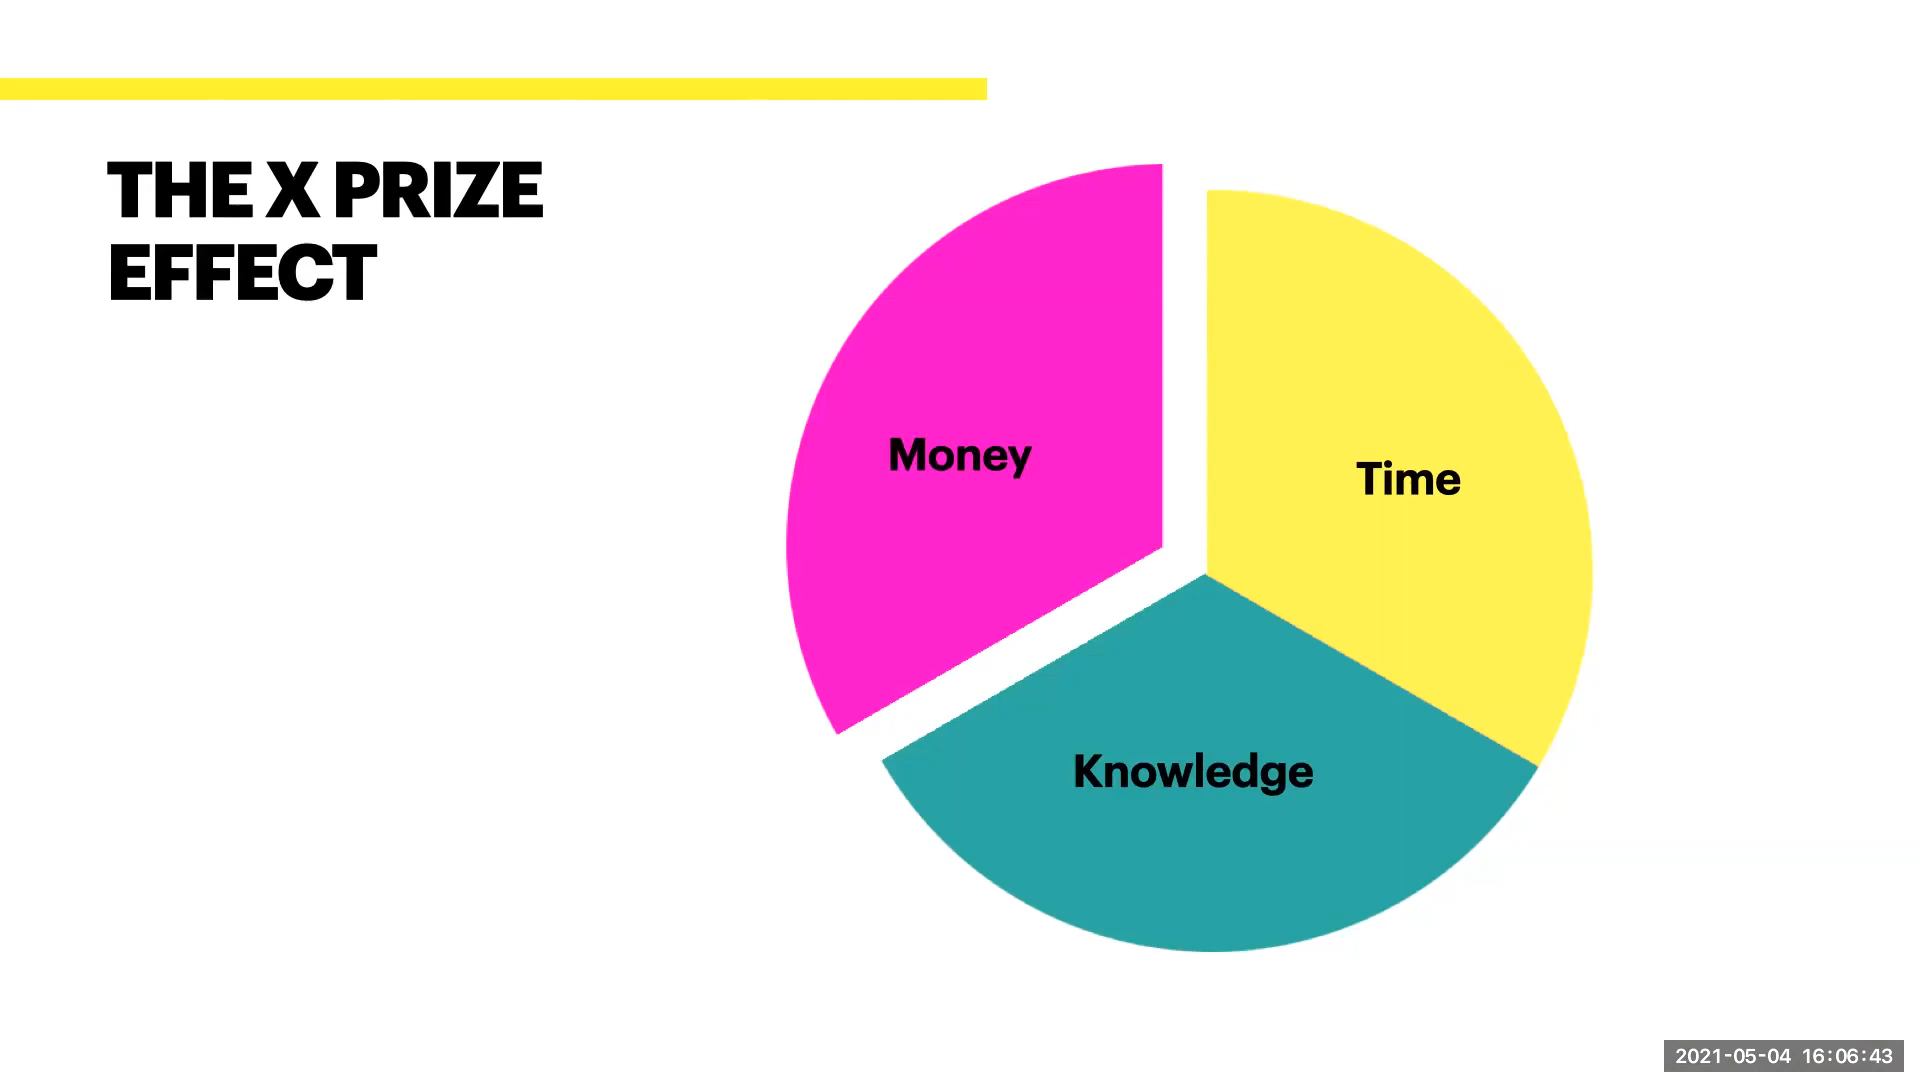 THE X PRIZE
EFFECT
Money
Time
Knowledge
2021-05-04 16:06:43